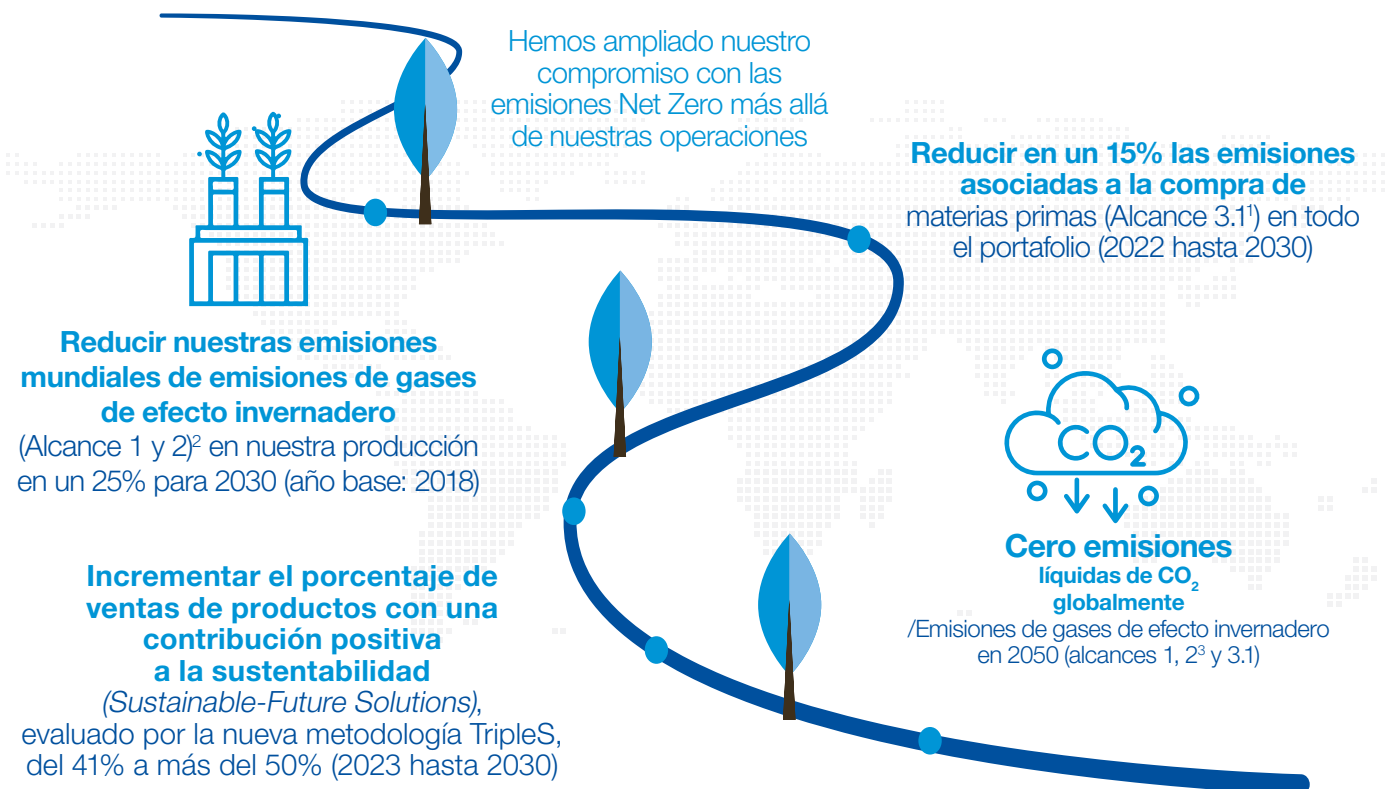 Hemos ampliado nuestro
compromiso con las
emisiones Net Zero más allá
de nuestras operaciones
Reducir en un 15% las emisiones
asociadas a la compra de
materias primas (Alcance 3.1¹) en todo
el portafolio (2022 hasta 2030)
Reducir nuestras emisiones
mundiales de emisiones de gases
de efecto invernadero
(Alcance 1 y 2)² en nuestra producción
en un 25% para 2030 (año base: 2018)
CO₂
Cero emisiones
líquidas de CO₂
globalmente
/Emisiones de gases de efecto invernadero
en 2050 (alcances 1, 2³ y 3.1)
Incrementar el porcentaje de
ventas de productos con una
contribución positiva
a la sustentabilidad
(Sustainable-Future Solutions),
evaluado por la nueva metodología TripleS,
del 41% a más del 50% (2023 hasta 2030)